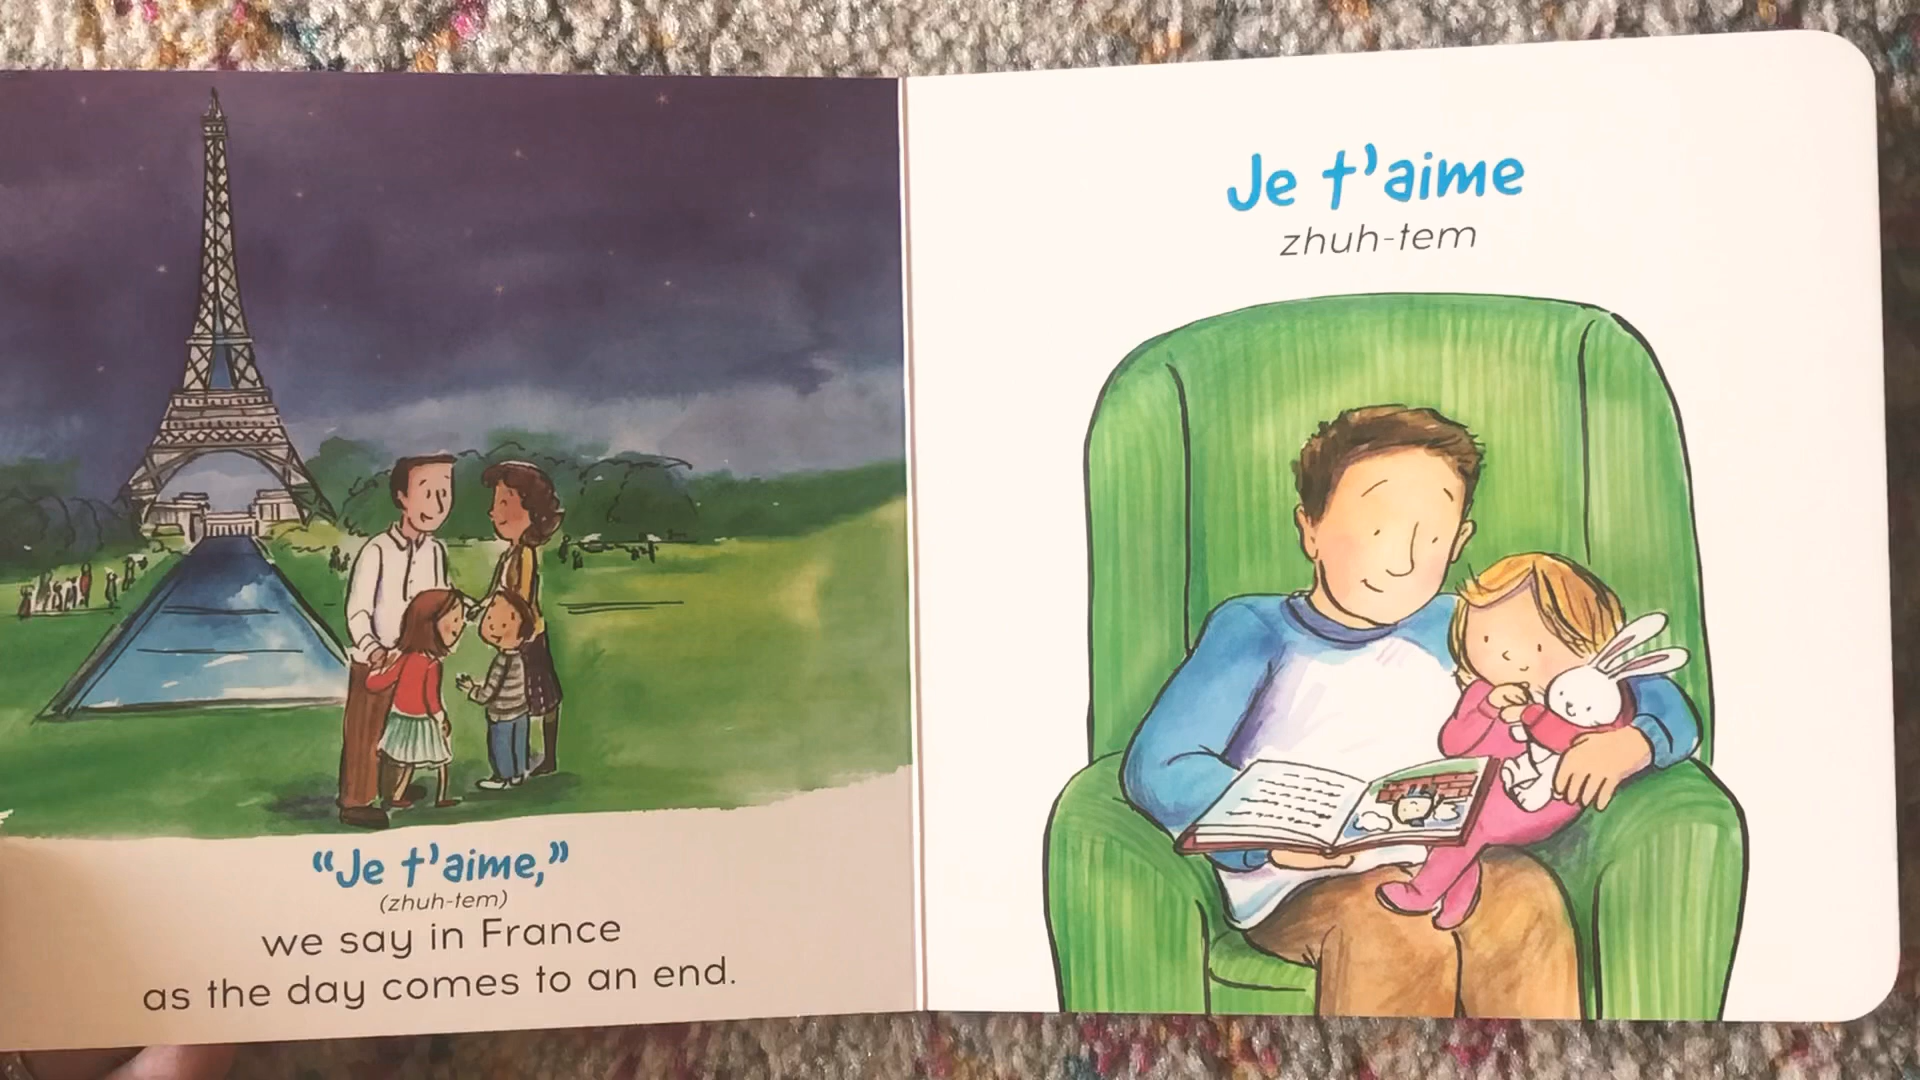 “Je t’aime,”
(zhuh-tem)
we say in France
as the day comes to an end.
Je t’aime
zhuh-tem